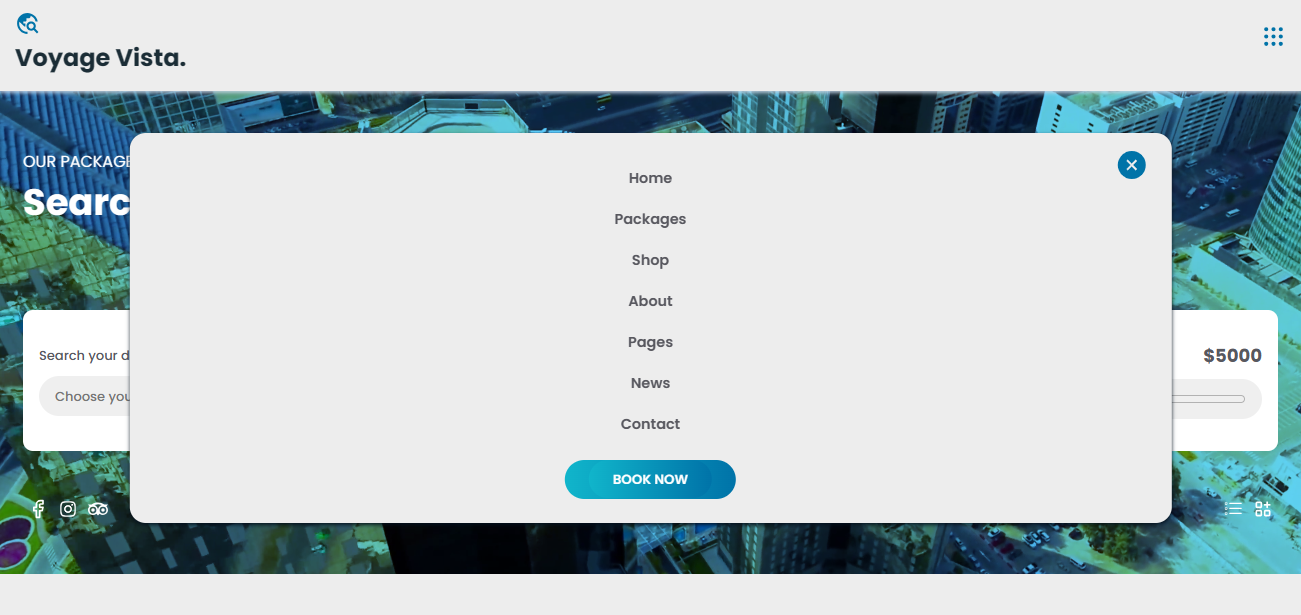 Voyage Vista.
OUR PACKAGE
Searc
Home
Packages
Shop
About
Pages
News
Contact
BOOK NOW
Search your d
$5000
Choose you